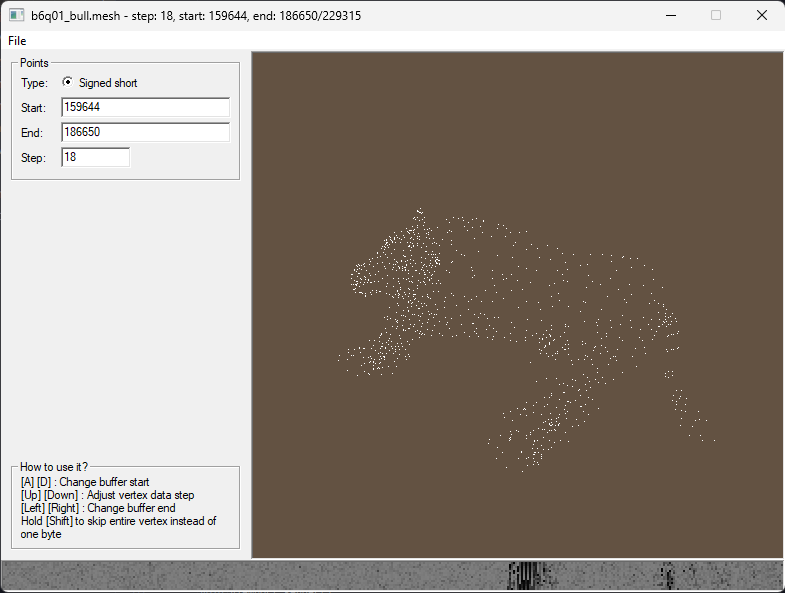 b6q01_bull.mesh - step: 18, start: 159644, end: 186650/229315
File
Points
Type: Signed short
Start: 159644
End: 186650
Step: 18
How to use it?
[A] [D] : Change buffer start
[Up] [Down] : Adjust vertex data step
[Left] [Right] : Change buffer end
Hold [Shift] to skip entire vertex instead of
one byte